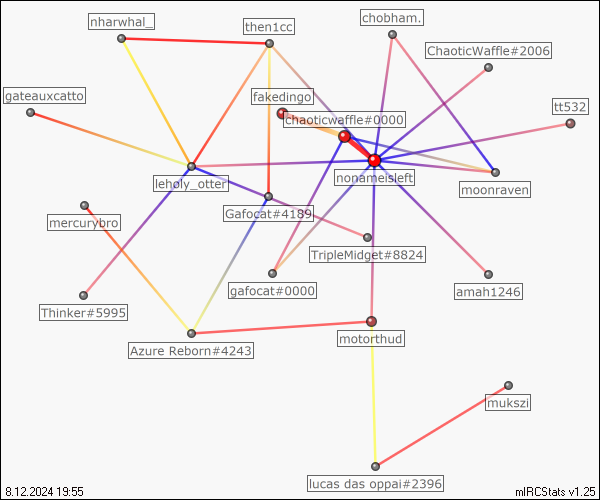 nharwhal_
then1cc
chobham.
ChaoticWaffle#2006
gateauxcatto
fakedingo
chaoticwaffle#0000
tt532
leholy_otter
nonameisleft
moonraven
mercurybro
Gafocat#4189
TripleMidget#8824
gafocat#0000
amah1246
Thinker#5995
Azure Reborn#4243
motorthud
mukszi
lucas das oppai#2396
8.12.2024 19:55
mIRCStats v1.25